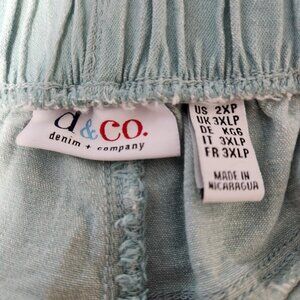 d & co.
denim + company
US 2XP
UK 3XLP
DE KG6
IT 3XLP
FR 3XLP
MADE IN
NICARAGUA